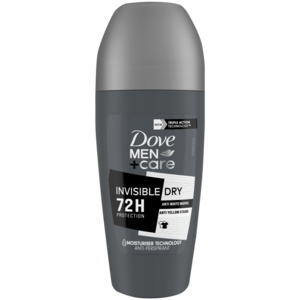 TRIPLE ACTION
TECHNOLOGY™
Dove
MEN
+care
INVISIBLE DRY
72H
PROTECTION
ANTI WHITE MARKS
ANTI YELLOW STAINS
MOISTURISER TECHNOLOGY
ANTI-PERSPIRANT